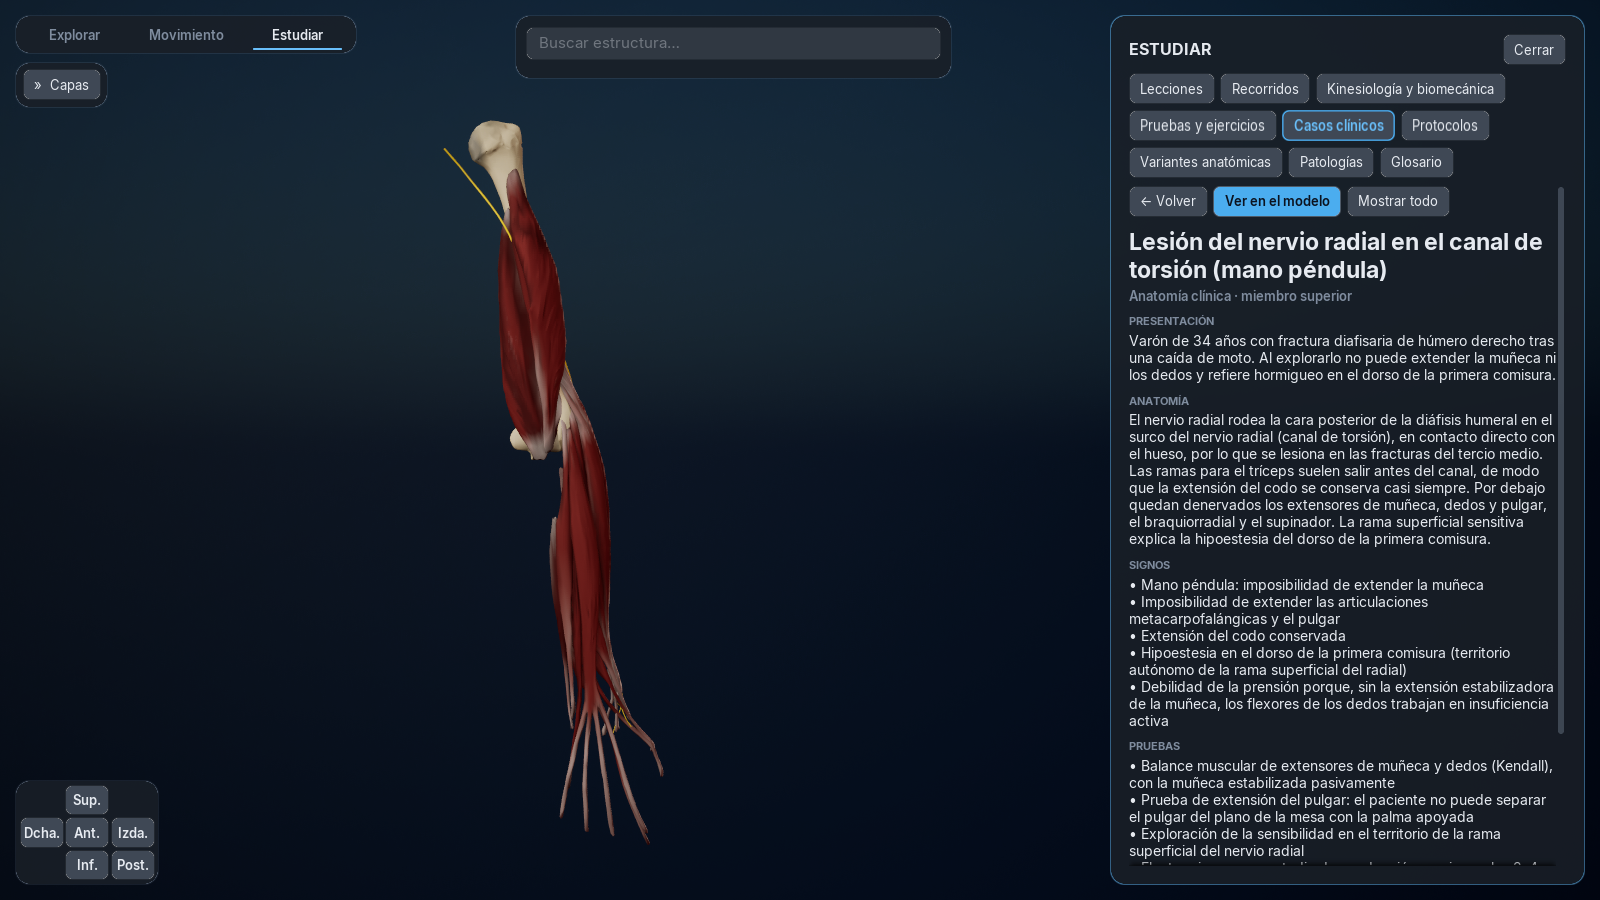 Explorar
Movimiento
Estudiar
» Capas
Buscar estructura...
ESTUDIAR
Cerrar
Lecciones
Recorridos
Kinesiología y biomecánica
Pruebas y ejercicios
Casos clínicos
Protocolos
Variantes anatómicas
Patologías
Glosario
← Volver
Ver en el modelo
Mostrar todo
Lesión del nervio radial en el canal de
torsión (mano péndula)
Anatomía clínica · miembro superior
PRESENTACIÓN
Varón de 34 años con fractura diafisaria de húmero derecho tras
una caída de moto. Al explorarlo no puede extender la muñeca ni
los dedos y refiere hormigueo en el dorso de la primera comisura.
ANATOMÍA
El nervio radial rodea la cara posterior de la diáfisis humeral en el
surco del nervio radial (canal de torsión), en contacto directo con
el hueso, por lo que se lesiona en las fracturas del tercio medio.
Las ramas para el tríceps suelen salir antes del canal, de modo
que la extensión del codo se conserva casi siempre. Por debajo
quedan denervados los extensores de muñeca, dedos y pulgar,
el braquiorradial y el supinador. La rama superficial sensitiva
explica la hipoestesia del dorso de la primera comisura.
SIGNOS
• Mano péndula: imposibilidad de extender la muñeca
• Imposibilidad de extender las articulaciones
metacarpofalángicas y el pulgar
• Extensión del codo conservada
• Hipoestesia en el dorso de la primera comisura (territorio
autónomo de la rama superficial del radial)
• Debilidad de la prensión porque, sin la extensión estabilizadora
de la muñeca, los flexores de los dedos trabajan en insuficiencia
activa
PRUEBAS
• Balance muscular de extensores de muñeca y dedos (Kendall),
con la muñeca estabilizada pasivamente
• Prueba de extensión del pulgar: el paciente no puede separar
el pulgar del plano de la mesa con la palma apoyada
• Exploración de la sensibilidad en el territorio de la rama
superficial del nervio radial
Sup.
Dcha.
Ant.
Izda.
Inf.
Post.